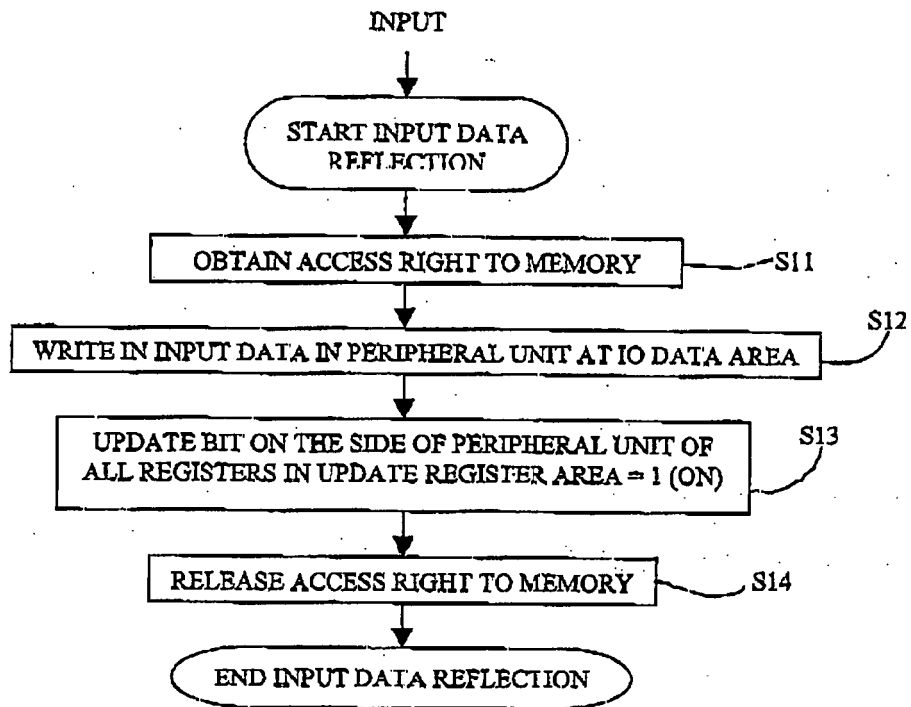 INPUT
START INPUT DATA
REFLECTION
OBTAIN ACCESS RIGHT TO MEMORY
S11
S12
WRITE IN INPUT DATA IN PERIPHERAL UNIT AT IO DATA AREA
UPDATE BIT ON THE SIDE OF PERIPHERAL UNIT OF
ALL REGISTERS IN UPDATE REGISTER AREA = 1 (ON)
S13
RELEASE ACCESS RIGHT TO MEMORY
S14
END INPUT DATA REFLECTION